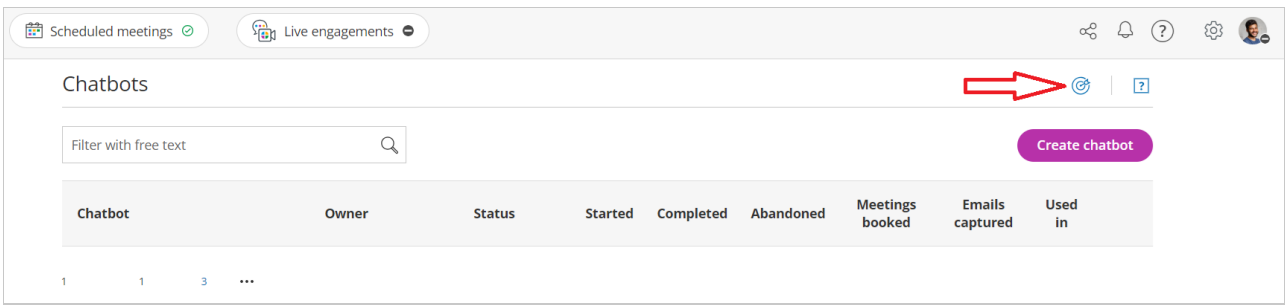 Scheduled meetings
Live engagements
?
Chatbots
?
Filter with free text
Create chatbot
Chatbot Owner Status Started Completed Abandoned Meetings booked Emails captured Used in
1 1 3 •••